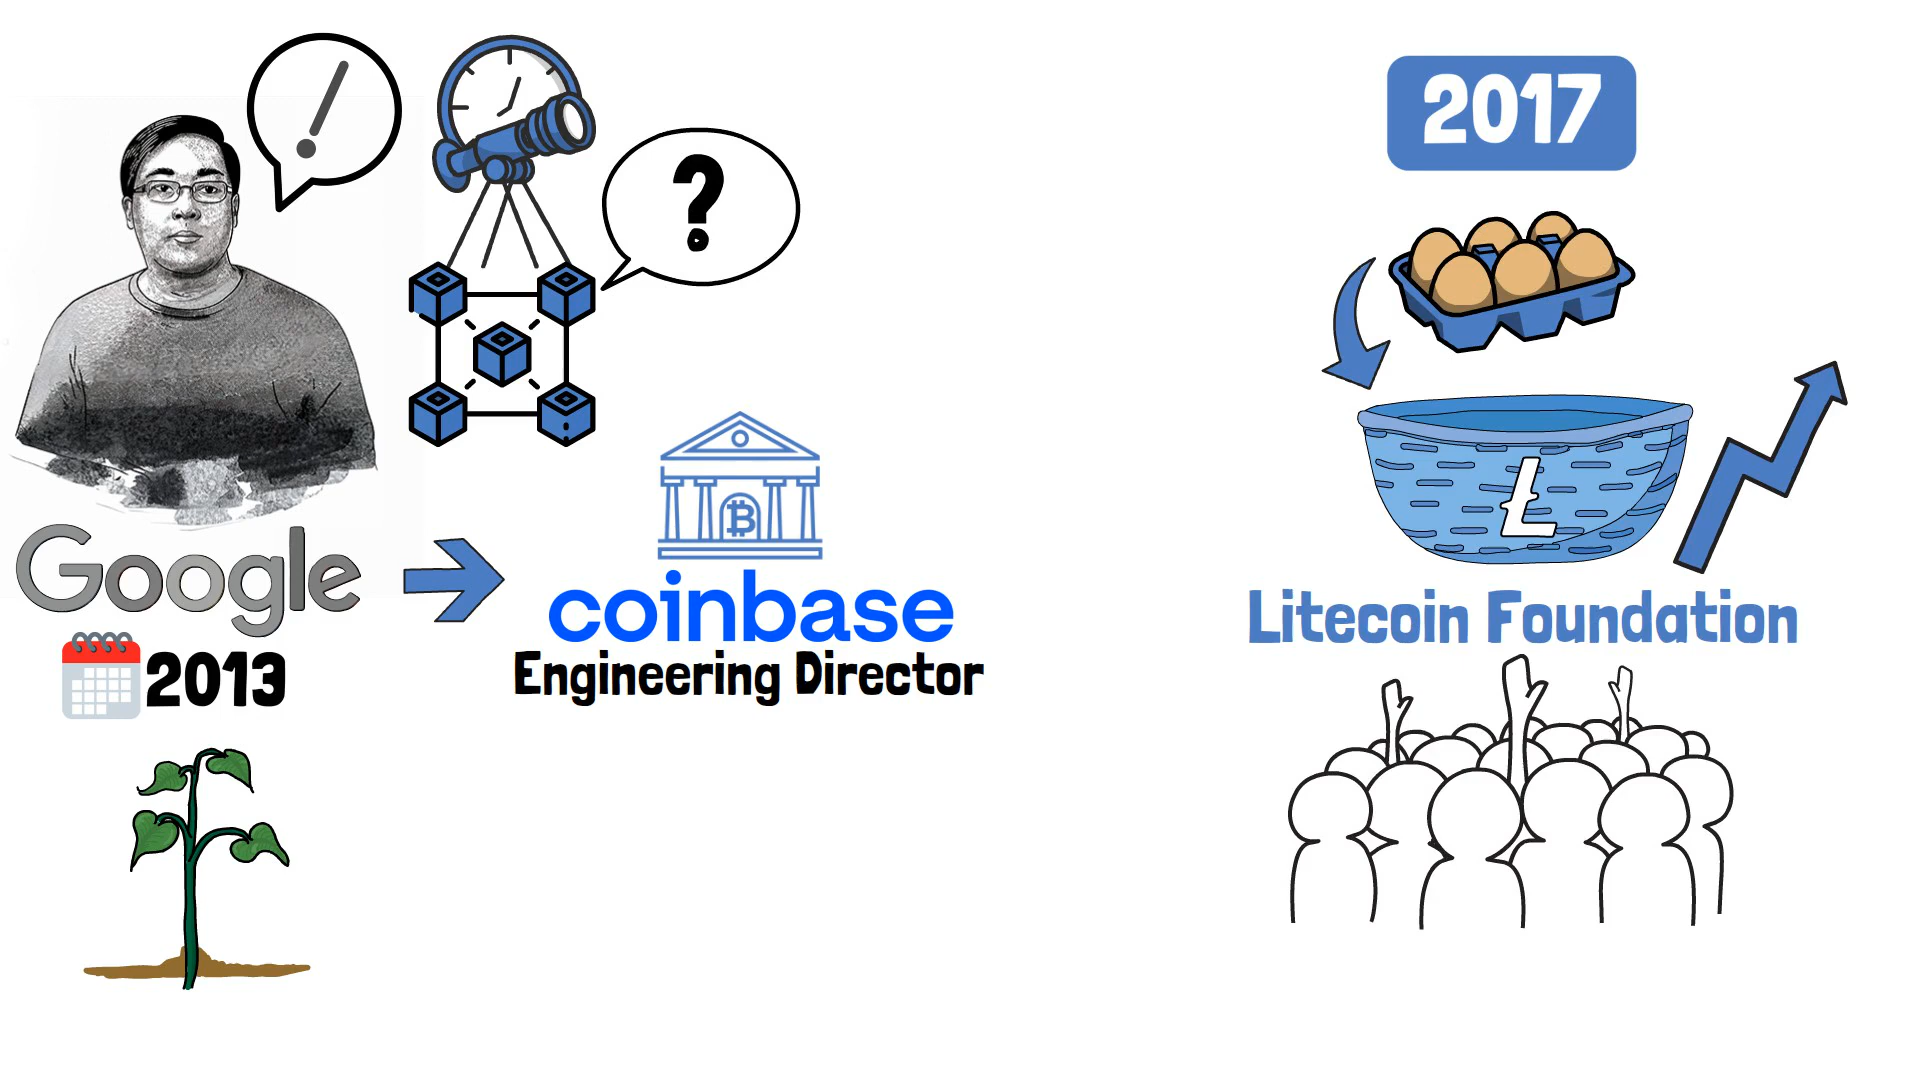 !
?
Google
2013
coinbase
Engineering Director
2017
Ł
Litecoin Foundation